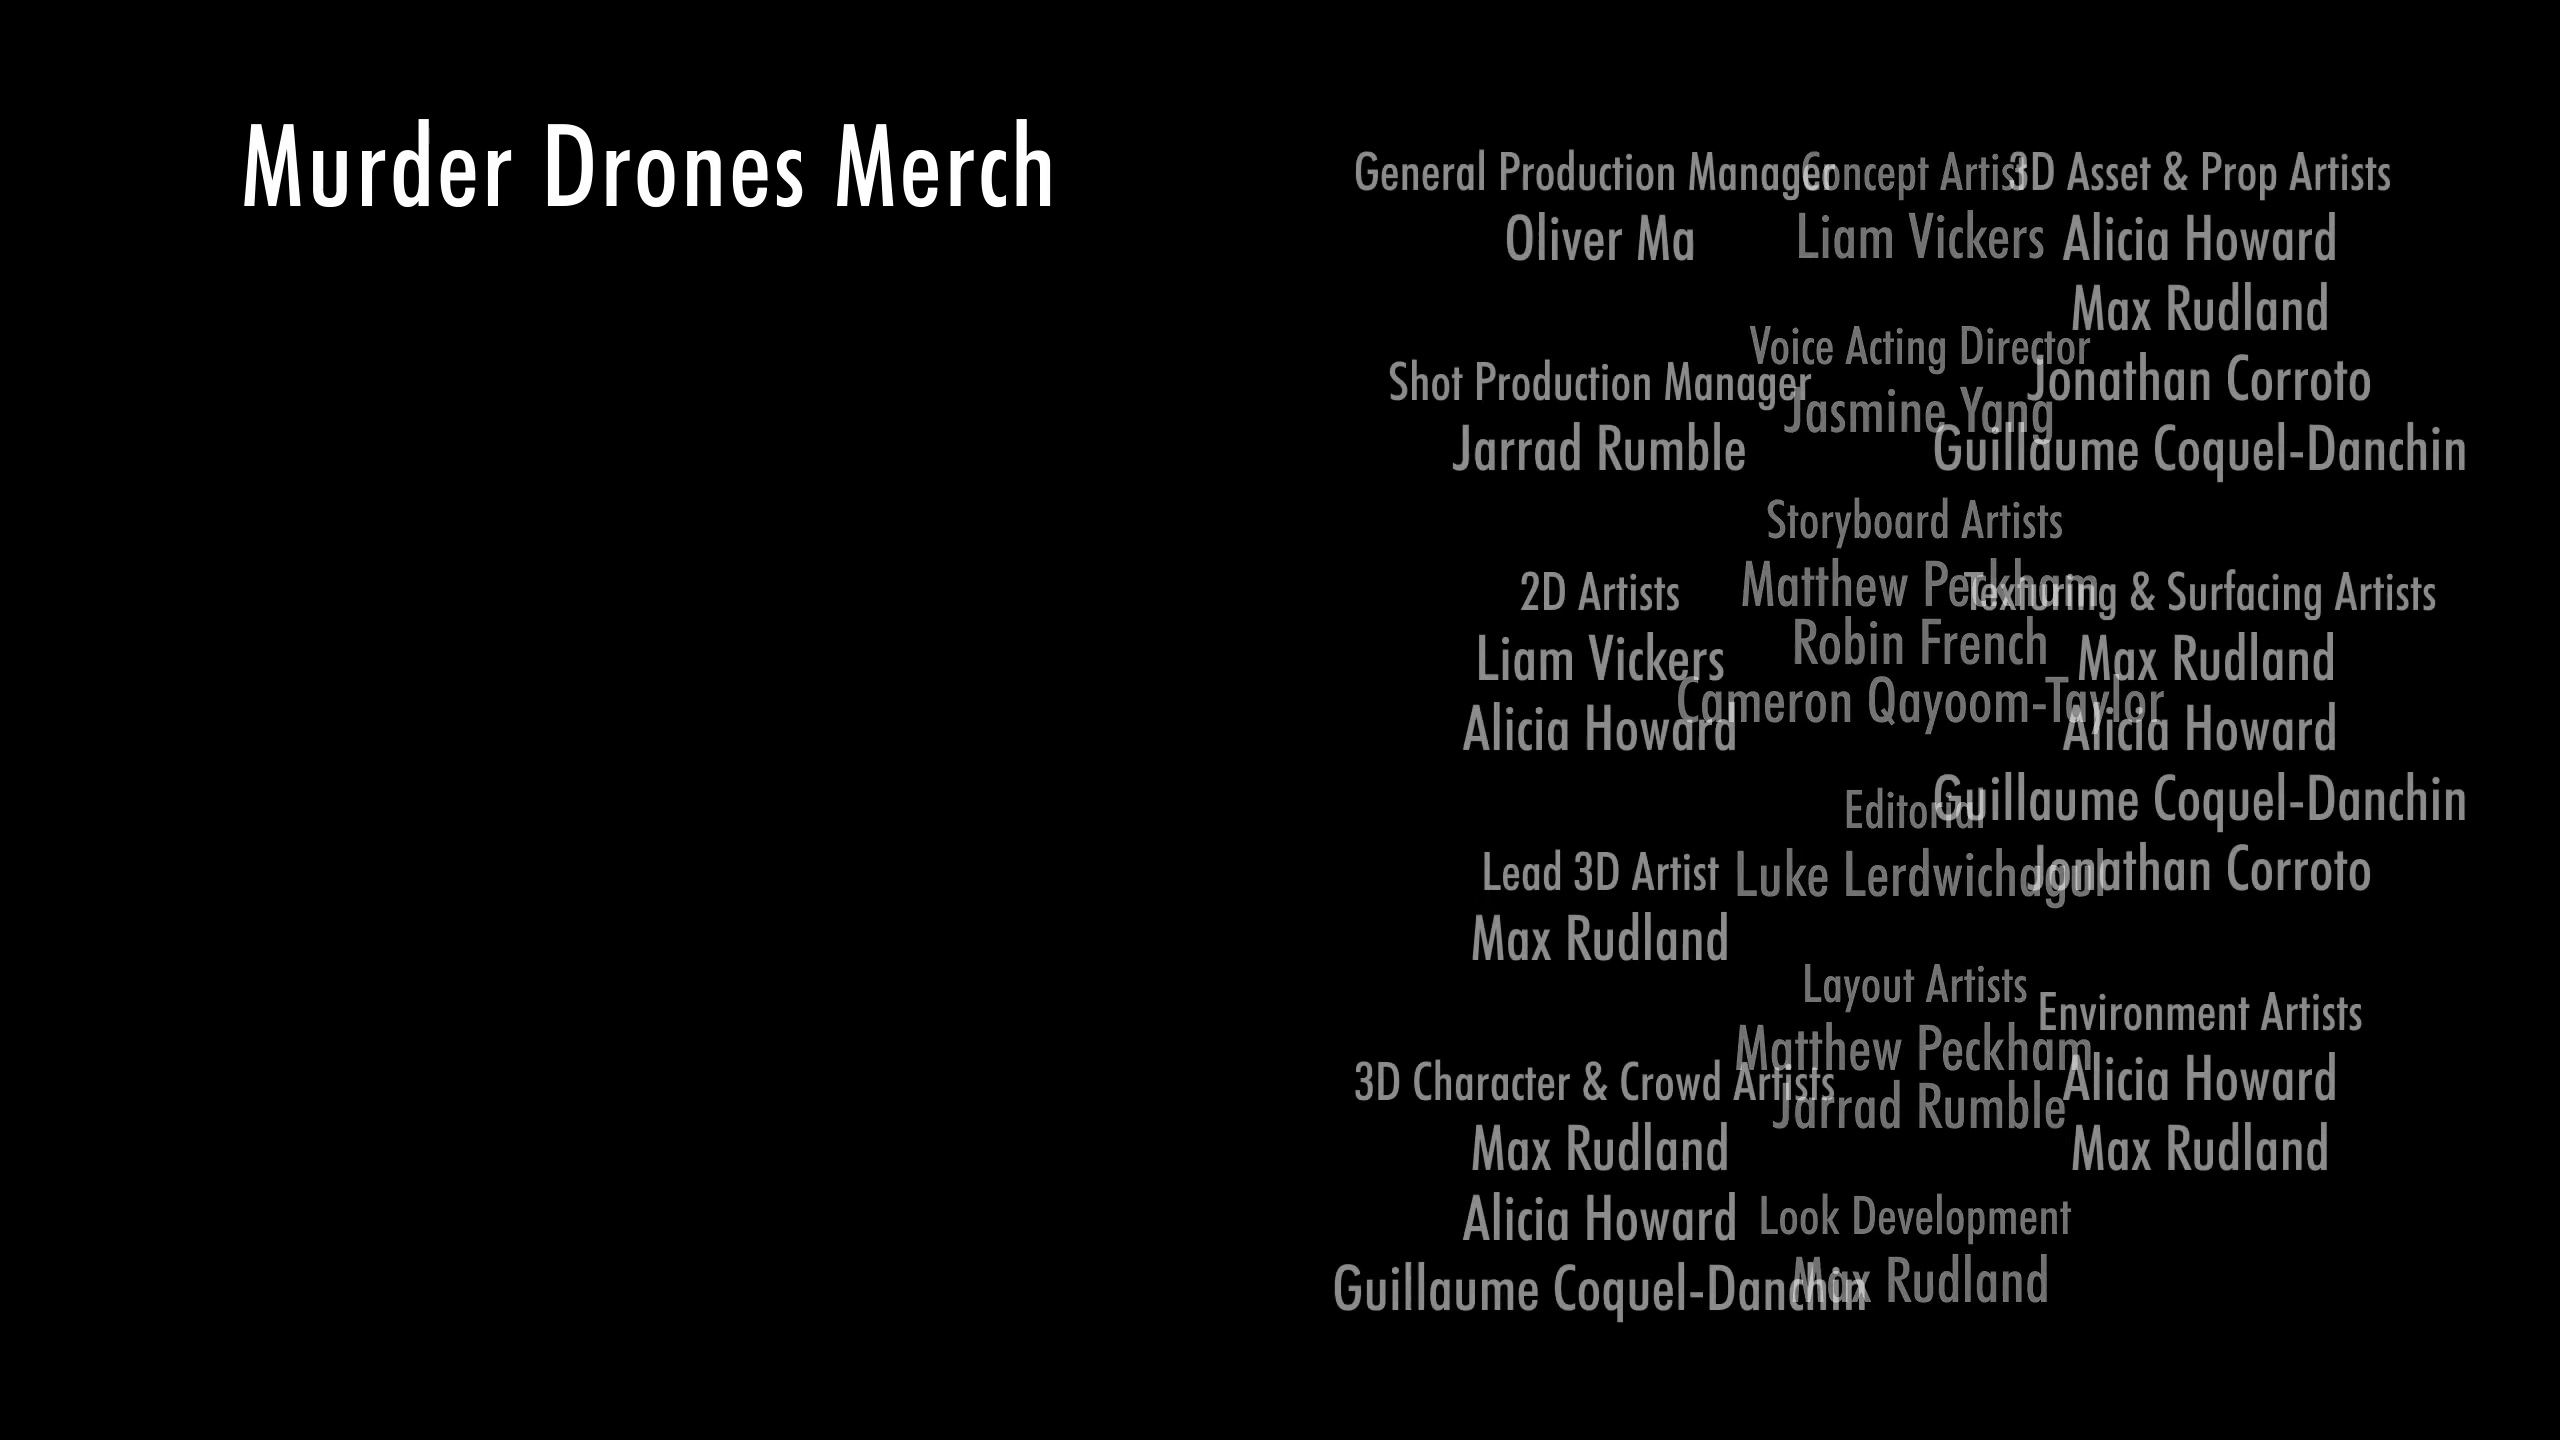 Murder Drones Merch
General Production Manager
Oliver Ma
Shot Production Manager
Jarrad Rumble
2D Artists
Liam Vickers
Alicia Howard
Lead 3D Artist
Max Rudland
3D Character & Crowd Artists
Max Rudland
Alicia Howard
Guillaume Coquel-Danchin
Concept Artist
Liam Vickers
Voice Acting Director
Jasmine Yang
Storyboard Artists
Matthew Peckham
Robin French
Cameron Qayoom-Taylor
Editorial
Luke Lerdwichagul
Layout Artists
Matthew Peckham
Jarrad Rumble
Look Development
Max Rudland
3D Asset & Prop Artists
Alicia Howard
Max Rudland
Jonathan Corroto
Guillaume Coquel-Danchin
Texturing & Surfacing Artists
Max Rudland
Alicia Howard
Guillaume Coquel-Danchin
Jonathan Corroto
Environment Artists
Alicia Howard
Max Rudland